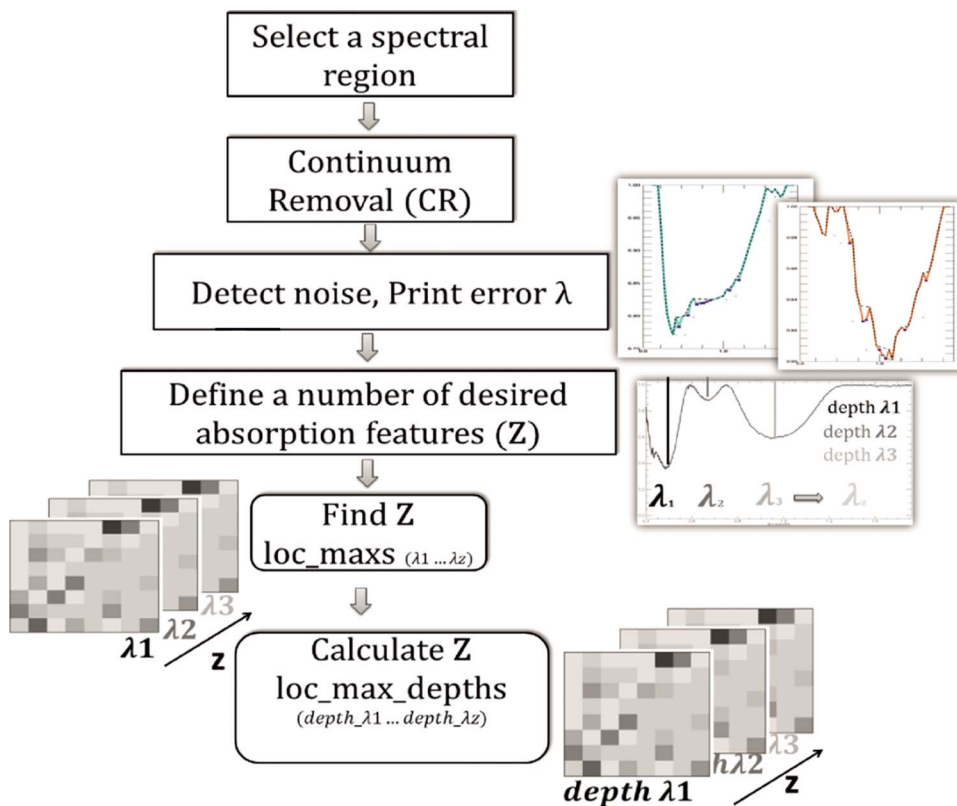 Select a spectral
region
Continuum
Removal (CR)
Detect noise, Print error λ
Define a number of desired
absorption features (Z)
depth λ1
depth λ2
depth λ3
λ₁ λ₂ λ₃
Find Z
loc_maxs (λ1 ... λz)
λ1 λ2 λ3
z
Calculate Z
loc_max_depths
(depth_λ1 ... depth_λz)
depth λ1 hλ2 λ3
z